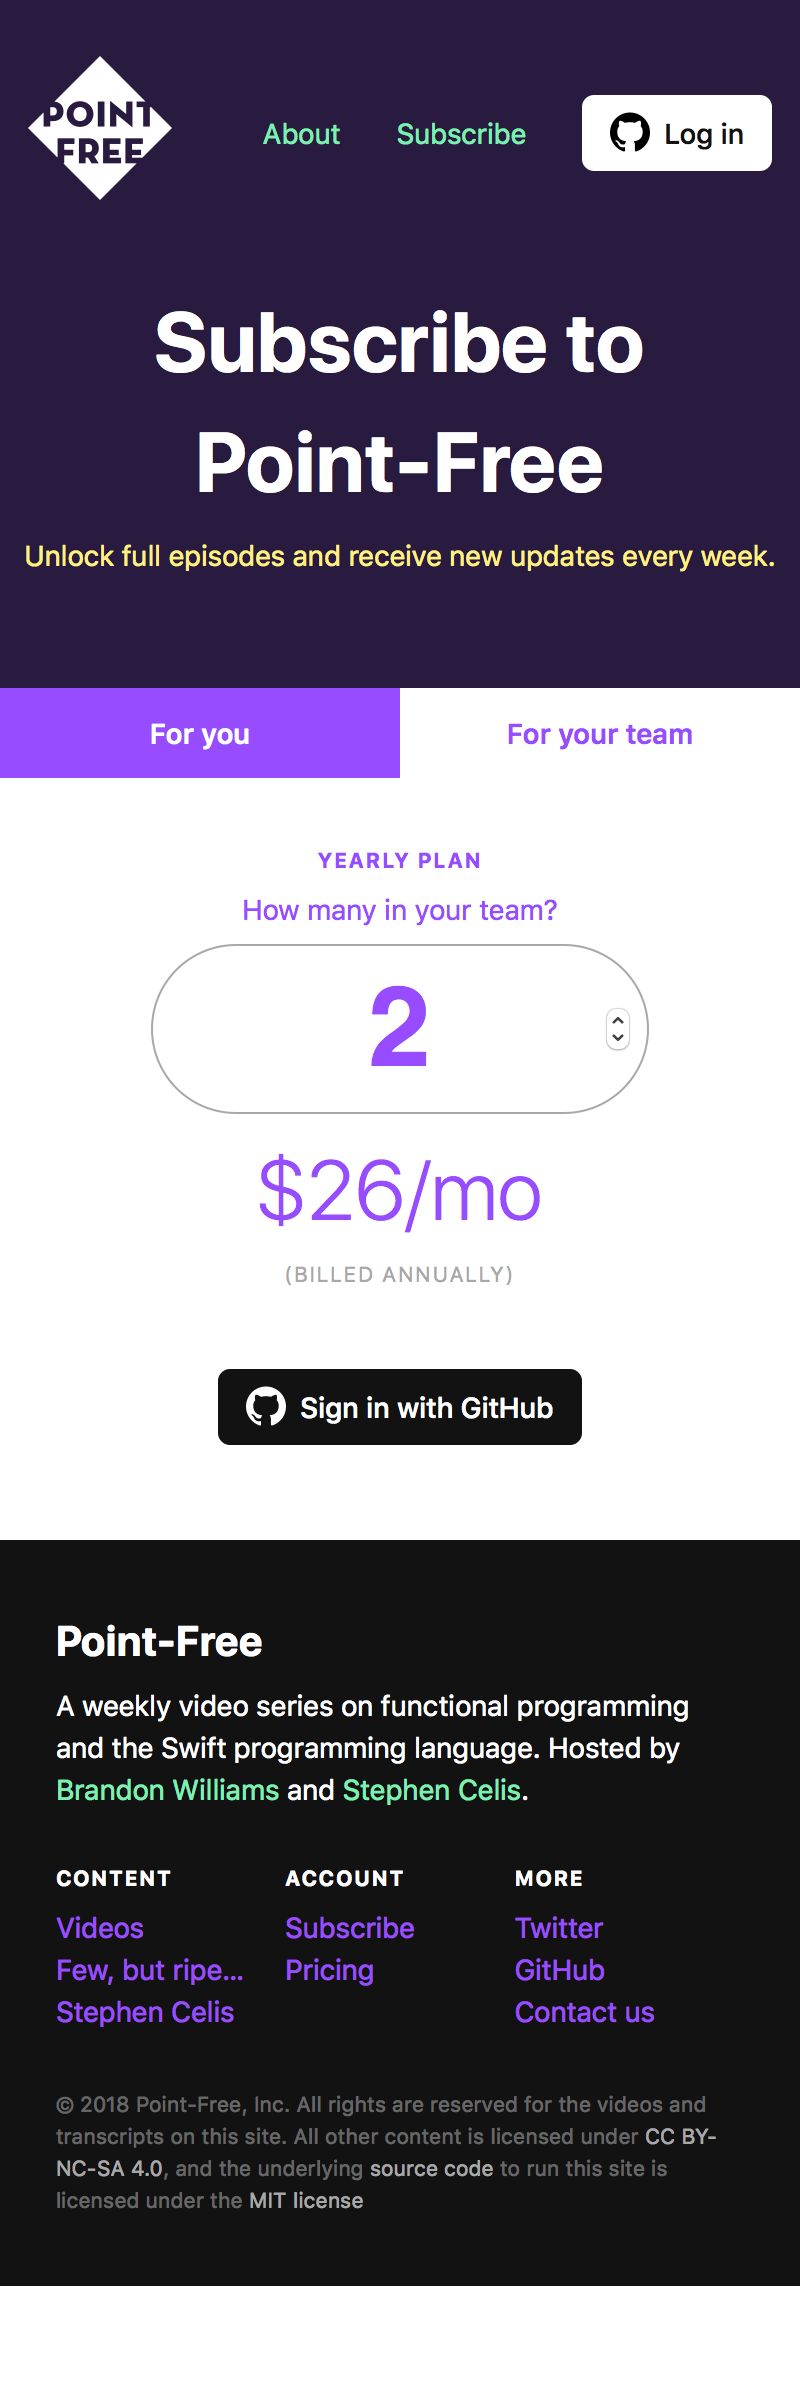 POINT
FREE
About
Subscribe
Log in
Subscribe to
Point-Free
Unlock full episodes and receive new updates every week.
For you
For your team
YEARLY PLAN
How many in your team?
2
$26/mo
(BILLED ANNUALLY)
Sign in with GitHub
Point-Free
A weekly video series on functional programming
and the Swift programming language. Hosted by
Brandon Williams and Stephen Celis.
CONTENT
Videos
Few, but ripe...
Stephen Celis
ACCOUNT
Subscribe
Pricing
MORE
Twitter
GitHub
Contact us
© 2018 Point-Free, Inc. All rights are reserved for the videos and
transcripts on this site. All other content is licensed under CC BY-
NC-SA 4.0, and the underlying source code to run this site is
licensed under the MIT license